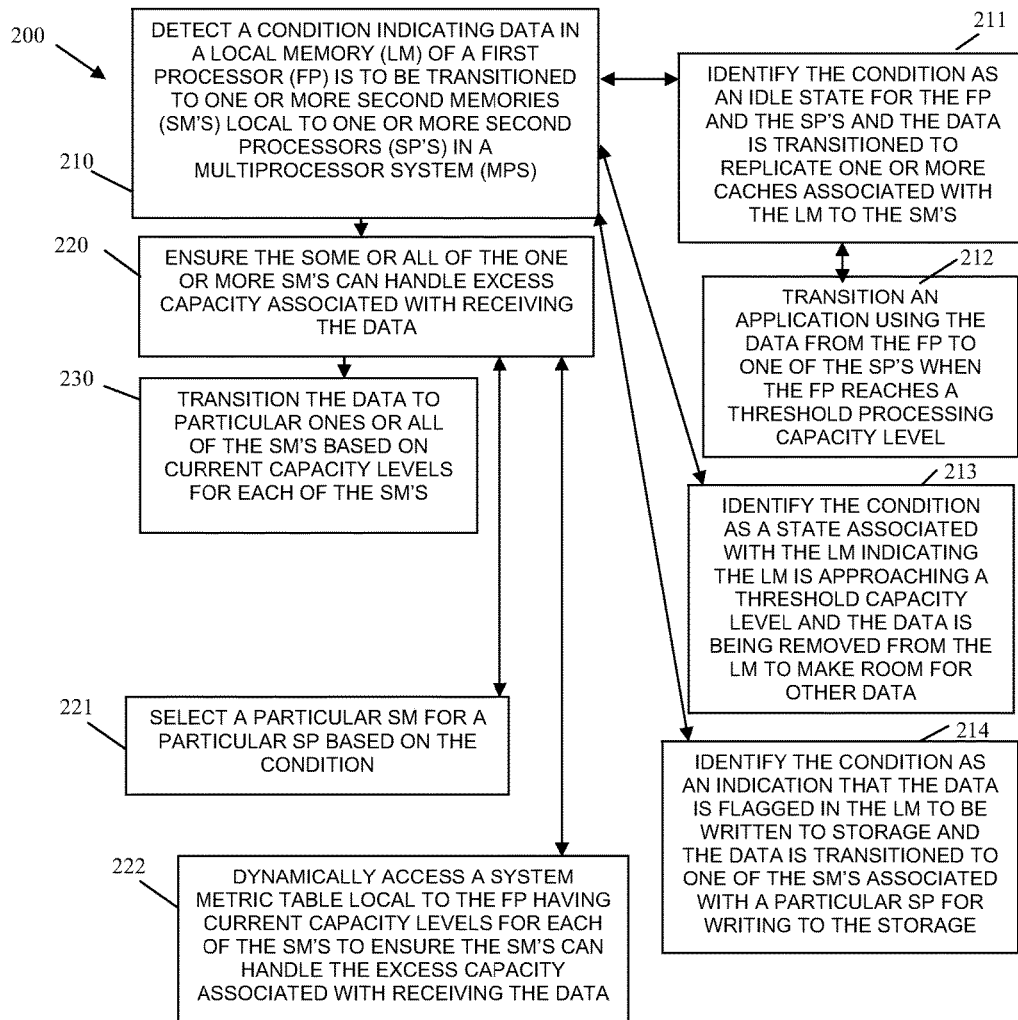 200
210
DETECT A CONDITION INDICATING DATA IN
A LOCAL MEMORY (LM) OF A FIRST
PROCESSOR (FP) IS TO BE TRANSITIONED
TO ONE OR MORE SECOND MEMORIES
(SM'S) LOCAL TO ONE OR MORE SECOND
PROCESSORS (SP'S) IN A
MULTIPROCESSOR SYSTEM (MPS)
211
IDENTIFY THE CONDITION AS
AN IDLE STATE FOR THE FP
AND THE SP'S AND THE DATA
IS TRANSITIONED TO
REPLICATE ONE OR MORE
CACHES ASSOCIATED WITH
THE LM TO THE SM'S
220
ENSURE THE SOME OR ALL OF THE ONE
OR MORE SM'S CAN HANDLE EXCESS
CAPACITY ASSOCIATED WITH RECEIVING
THE DATA
212
TRANSITION AN
APPLICATION USING THE
DATA FROM THE FP TO
ONE OF THE SP'S WHEN
THE FP REACHES A
THRESHOLD PROCESSING
CAPACITY LEVEL
230
TRANSITION THE DATA TO
PARTICULAR ONES OR ALL
OF THE SM'S BASED ON
CURRENT CAPACITY LEVELS
FOR EACH OF THE SM'S
213
IDENTIFY THE CONDITION
AS A STATE ASSOCIATED
WITH THE LM INDICATING
THE LM IS APPROACHING A
THRESHOLD CAPACITY
LEVEL AND THE DATA IS
BEING REMOVED FROM THE
LM TO MAKE ROOM FOR
OTHER DATA
221
SELECT A PARTICULAR SM FOR A
PARTICULAR SP BASED ON THE
CONDITION
214
IDENTIFY THE CONDITION AS
AN INDICATION THAT THE DATA
IS FLAGGED IN THE LM TO BE
WRITTEN TO STORAGE AND
THE DATA IS TRANSITIONED TO
ONE OF THE SM'S ASSOCIATED
WITH A PARTICULAR SP FOR
WRITING TO THE STORAGE
222
DYNAMICALLY ACCESS A SYSTEM
METRIC TABLE LOCAL TO THE FP HAVING
CURRENT CAPACITY LEVELS FOR EACH
OF THE SM'S TO ENSURE THE SM'S CAN
HANDLE THE EXCESS CAPACITY
ASSOCIATED WITH RECEIVING THE DATA